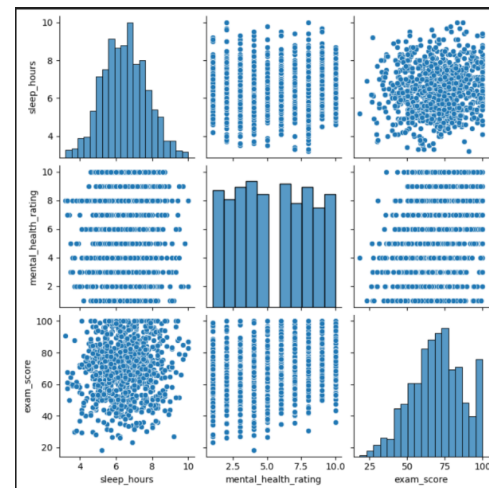 10
8
6
4
sleep_hours
10
8
6
4
2
mental_health_rating
100
80
60
40
20
exam_score
4 6 8 10
sleep_hours
2.5 5.0 7.5 10.0
mental_health_rating
25 50 75 100
exam_score